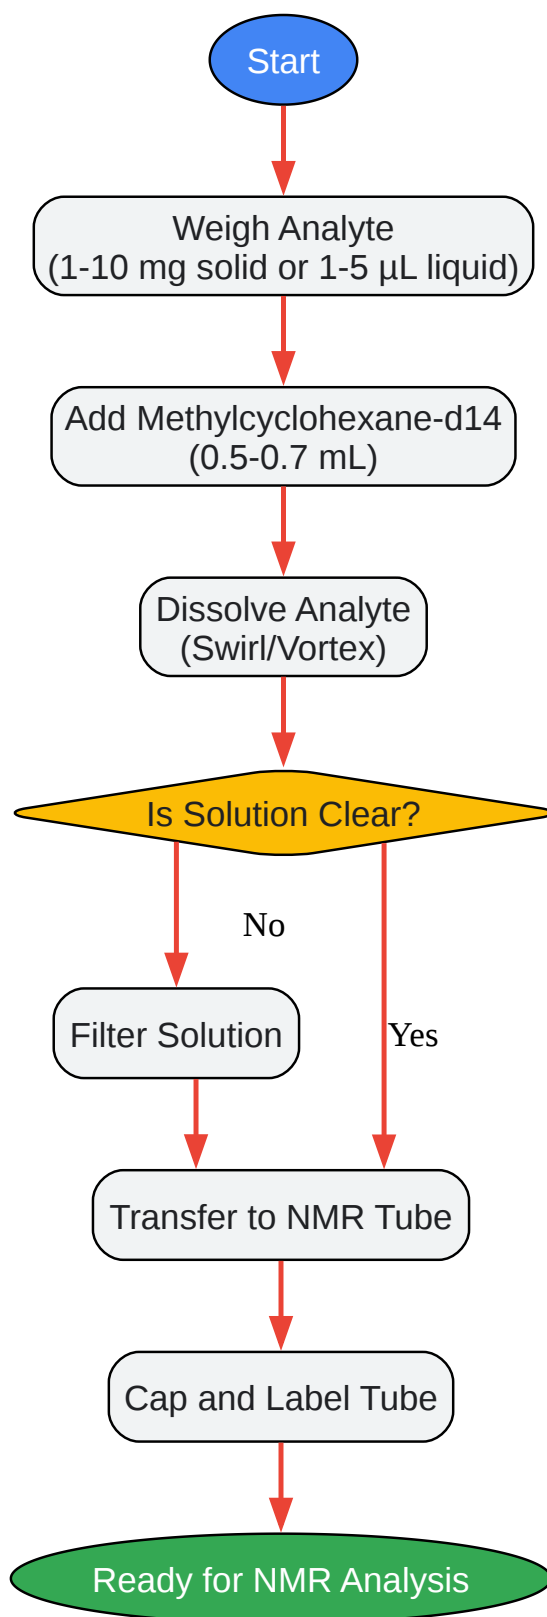 Start
Weigh Analyte
(1-10 mg solid or 1-5 µL liquid)
Add Methylcyclohexane-d14
(0.5-0.7 mL)
Dissolve Analyte
(Swirl/Vortex)
Is Solution Clear?
No
Filter Solution
Yes
Transfer to NMR Tube
Cap and Label Tube
Ready for NMR Analysis